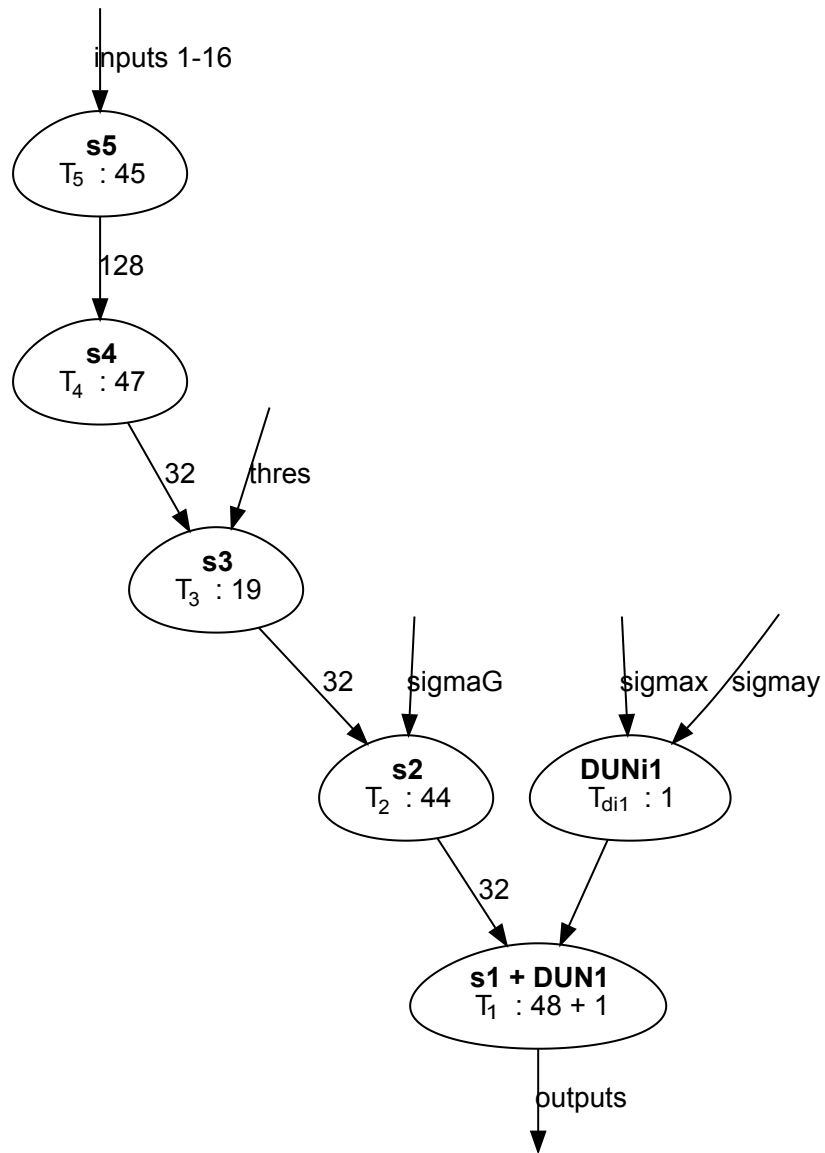 inputs 1-16
s5
T5 : 45
128
s4
T4 : 47
32
thres
s3
T3 : 19
32
sigmaG
sigmax
sigmay
s2
T2 : 44
DUNi1
Tdi1 : 1
32
s1 + DUN1
T1 : 48 + 1
outputs